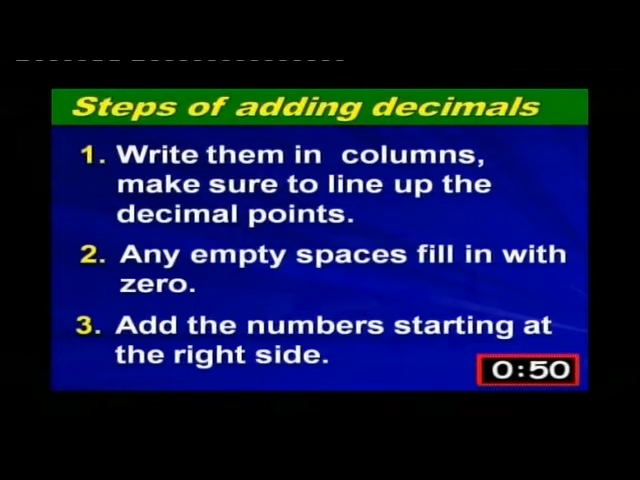 Steps of adding decimals
1. Write them in columns,
make sure to line up the
decimal points.
2. Any empty spaces fill in with
zero.
3. Add the numbers starting at
the right side.
0:50